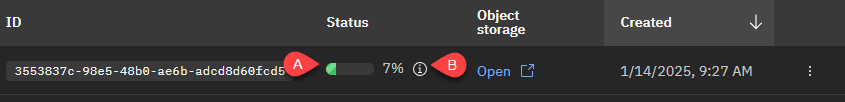 ID Status Object storage Created
3553837c-98e5-48b0-ae6b-adcd8d60fcd5 A 7% B Open 1/14/2025, 9:27 AM